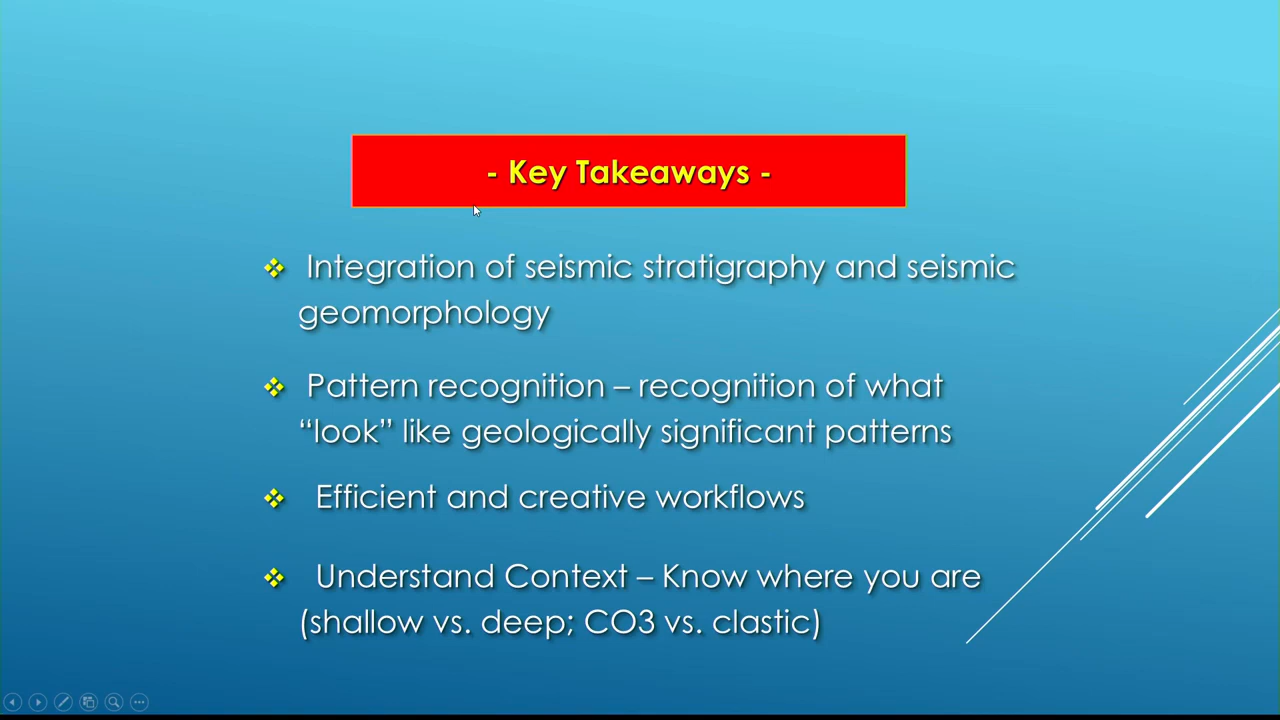 - Key Takeaways -
Integration of seismic stratigraphy and seismic
geomorphology
Pattern recognition – recognition of what
“look” like geologically significant patterns
Efficient and creative workflows
Understand Context – Know where you are
(shallow vs. deep; CO3 vs. clastic)